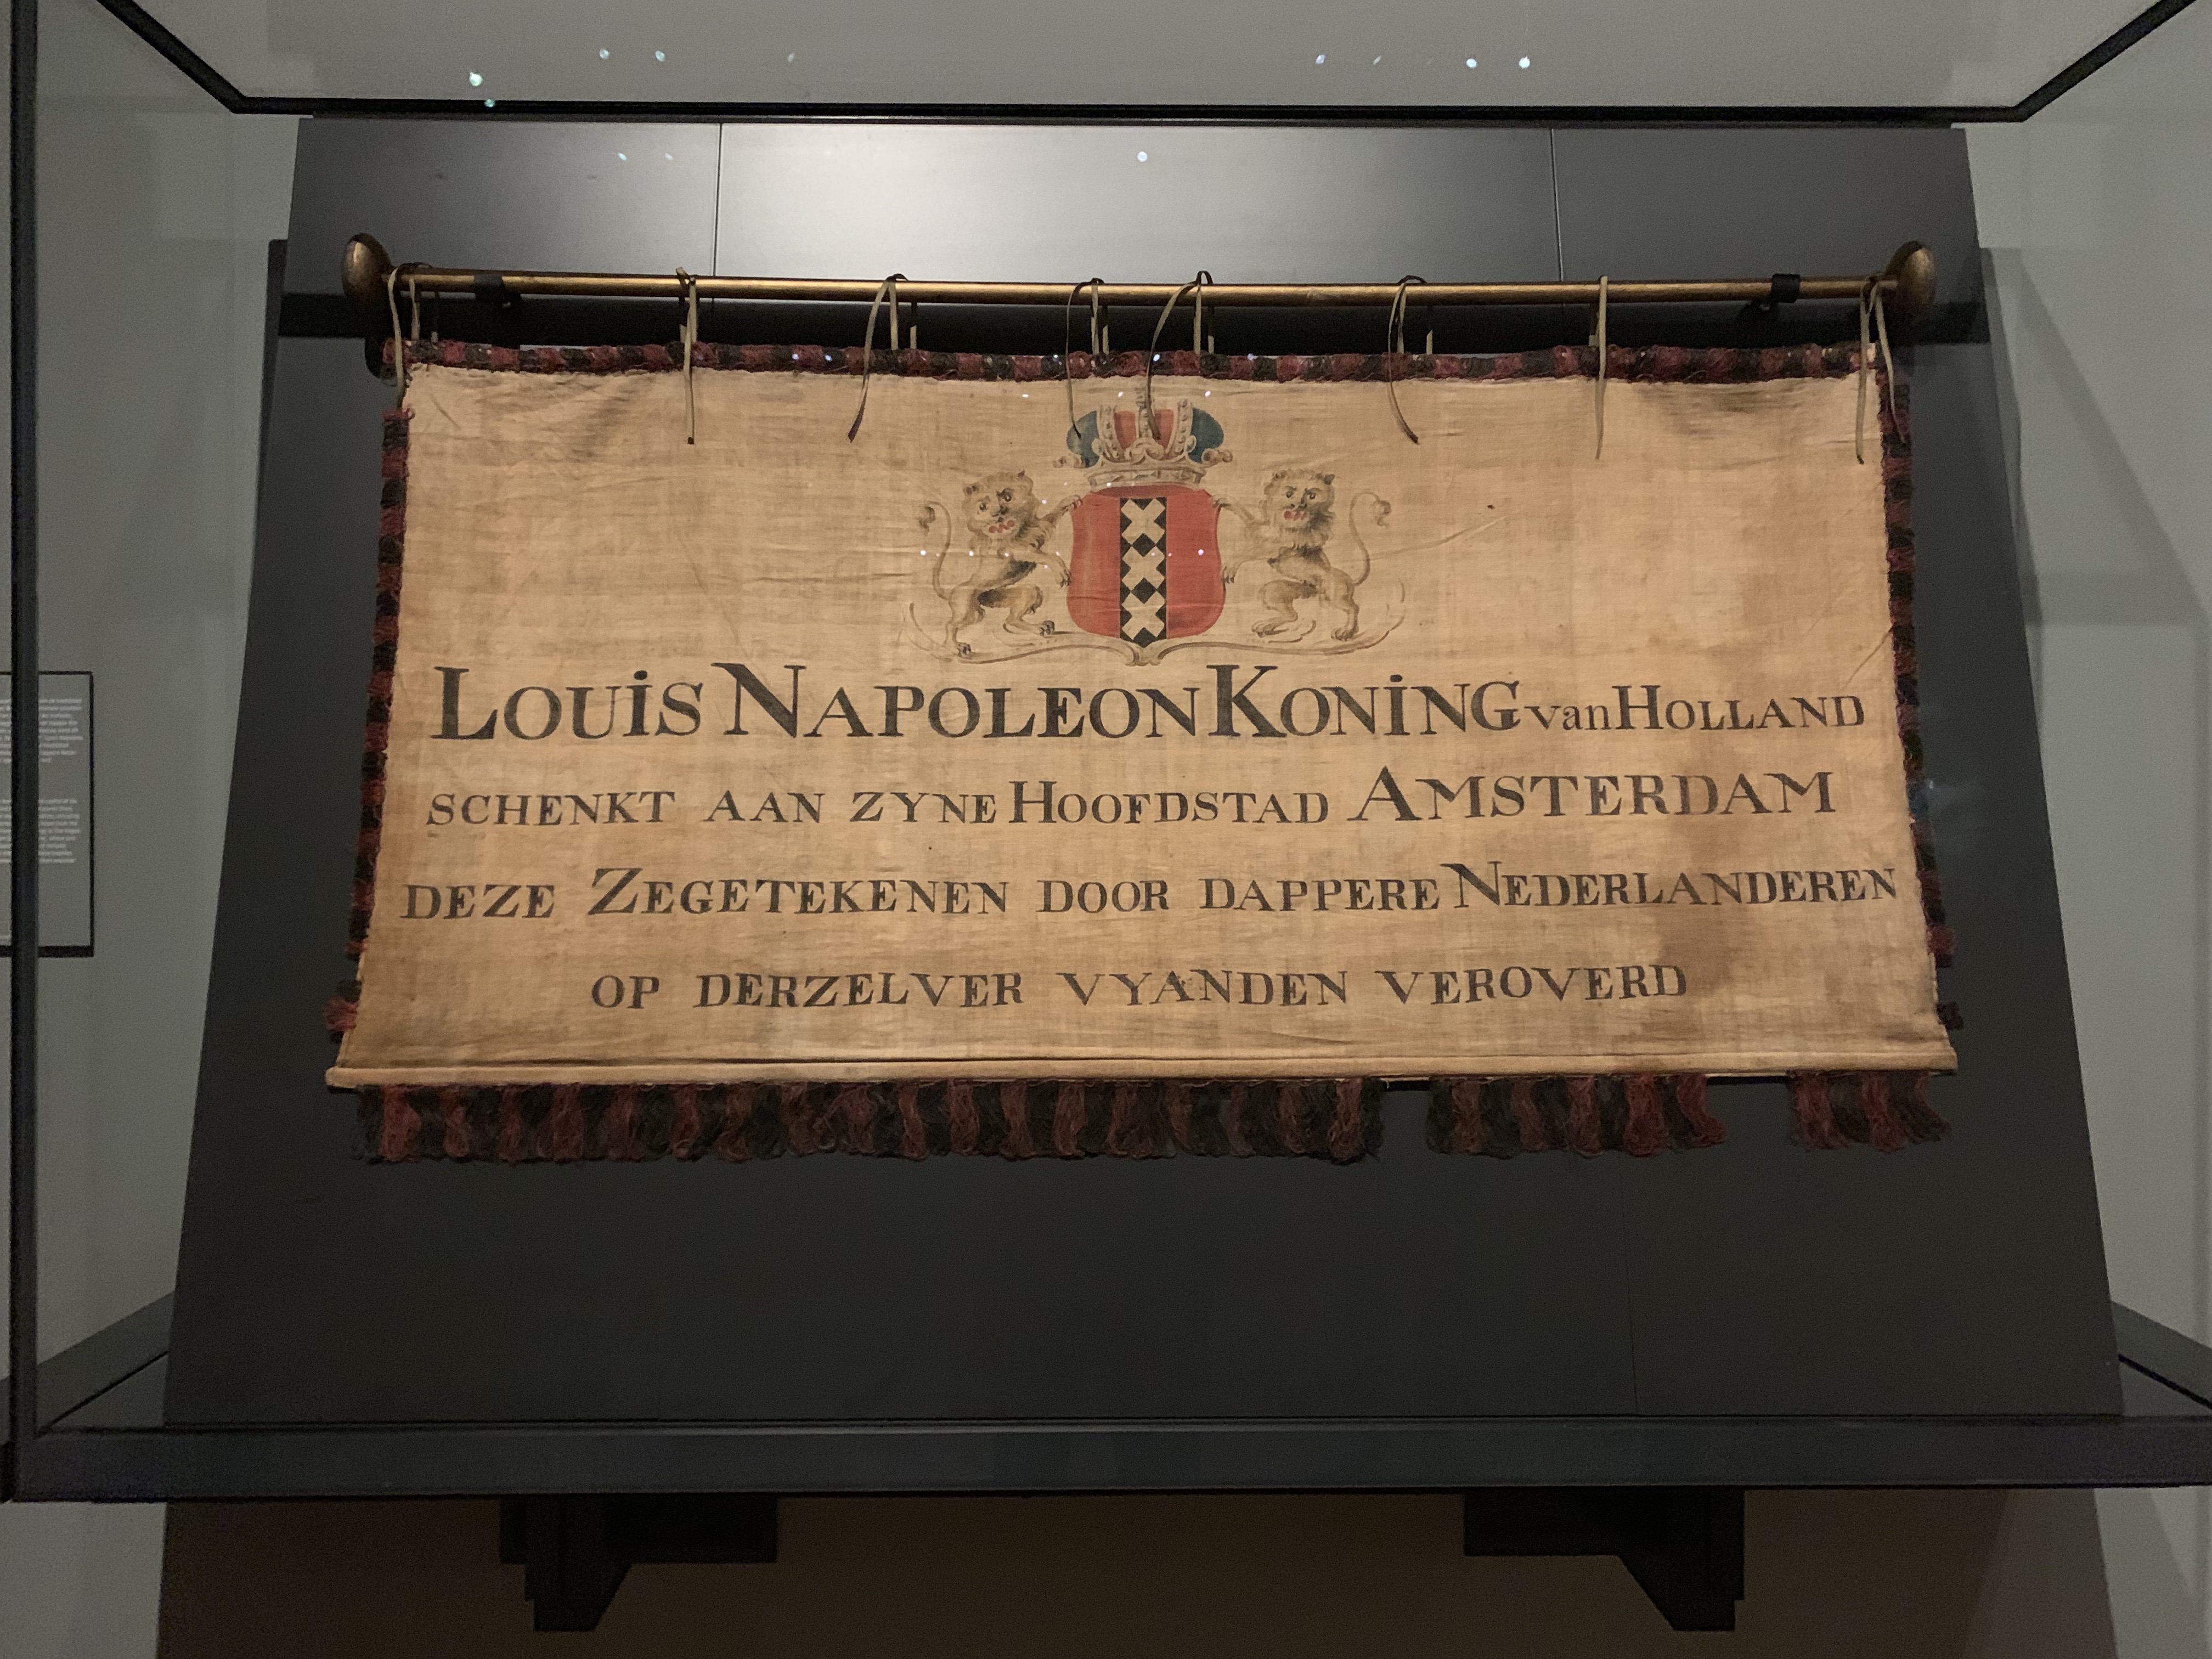 LOUiS NAPOLEON KONiNG van HOLLAND
SCHENKT AAN ZYNE HOOFDSTAD AMSTERDAM
DEZE ZEGETEKENEN DOOR DAPPERE NEDERLANDEREN
OP DERZELVER VYANDEN VEROVERD